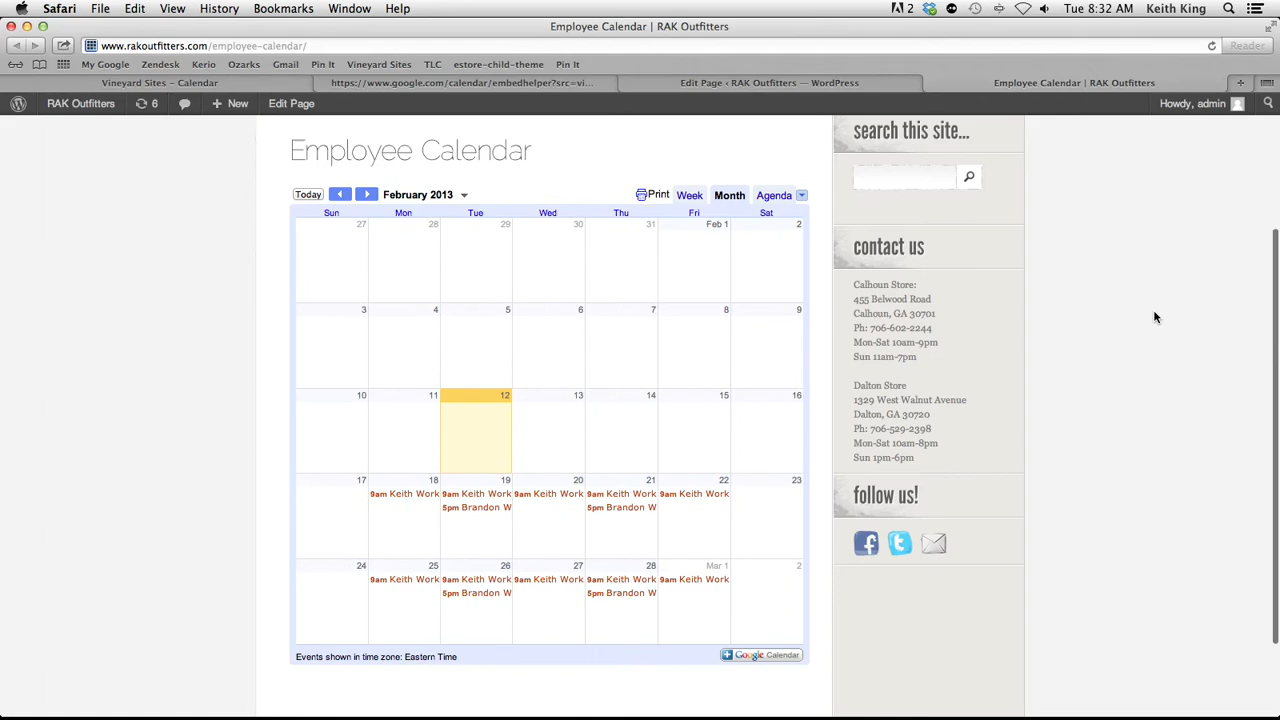 Safari File Edit View History Bookmarks Window Help 2 Tue 8:32 AM Keith King
Employee Calendar | RAK Outfitters
www.rakoutfitters.com/employee-calendar/ Reader
My Google Zendesk Kerio Ozarks Gmail Pin It Vineyard Sites TLC estore-child-theme Pin It
Vineyard Sites – Calendar https://www.google.com/calendar/embedhelper?src=vi... Edit Page ‹ RAK Outfitters — WordPress Employee Calendar | RAK Outfitters
RAK Outfitters 6 + New Edit Page Howdy, admin
Employee Calendar
Today February 2013 Print Week Month Agenda
Sun Mon Tue Wed Thu Fri Sat
27 28 29 30 31 Feb 1 2
3 4 5 6 7 8 9
10 11 12 13 14 15 16
17 18 19 20 21 22 23
9am Keith Work 9am Keith Work 9am Keith Work 9am Keith Work 9am Keith Work
5pm Brandon W 5pm Brandon W
24 25 26 27 28 Mar 1 2
9am Keith Work 9am Keith Work 9am Keith Work 9am Keith Work 9am Keith Work
5pm Brandon W 5pm Brandon W
Events shown in time zone: Eastern Time
+ Google Calendar
search this site...
contact us
Calhoun Store:
455 Belwood Road
Calhoun, GA 30701
Ph: 706-602-2244
Mon-Sat 10am-9pm
Sun 11am-7pm
Dalton Store
1329 West Walnut Avenue
Dalton, GA 30720
Ph: 706-529-2398
Mon-Sat 10am-8pm
Sun 1pm-6pm
follow us!